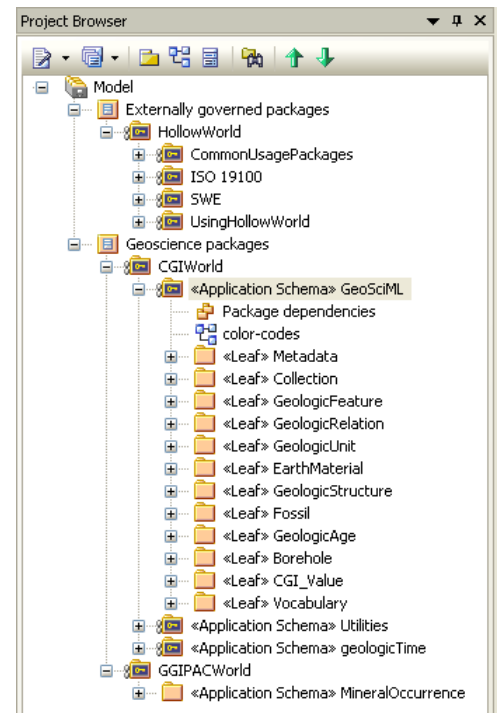 Project Browser
Model
Externally governed packages
HollowWorld
CommonUsagePackages
ISO 19100
SWE
UsingHollowWorld
Geoscience packages
CGIWorld
«Application Schema» GeoSciML
Package dependencies
color-codes
«Leaf» Metadata
«Leaf» Collection
«Leaf» GeologicFeature
«Leaf» GeologicRelation
«Leaf» GeologicUnit
«Leaf» EarthMaterial
«Leaf» GeologicStructure
«Leaf» Fossil
«Leaf» GeologicAge
«Leaf» Borehole
«Leaf» CGI_Value
«Leaf» Vocabulary
«Application Schema» Utilities
«Application Schema» geologicTime
GGIPACWorld
«Application Schema» MineralOccurrence